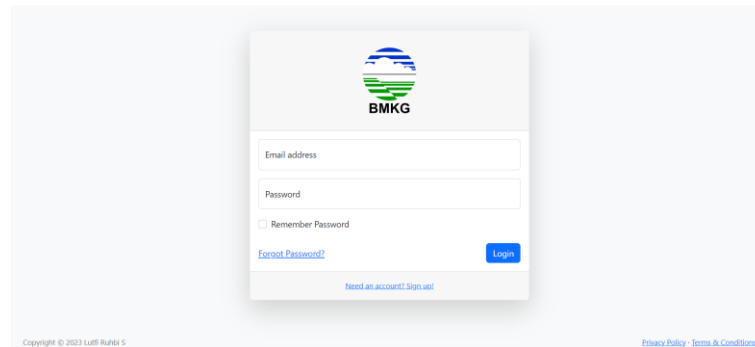 BMKG
Email address
Password
Remember Password
Forgot Password?
Login
Need an account? Sign up!
Copyright © 2023 Lutfi Ruhbi S
Privacy Policy · Terms & Conditions